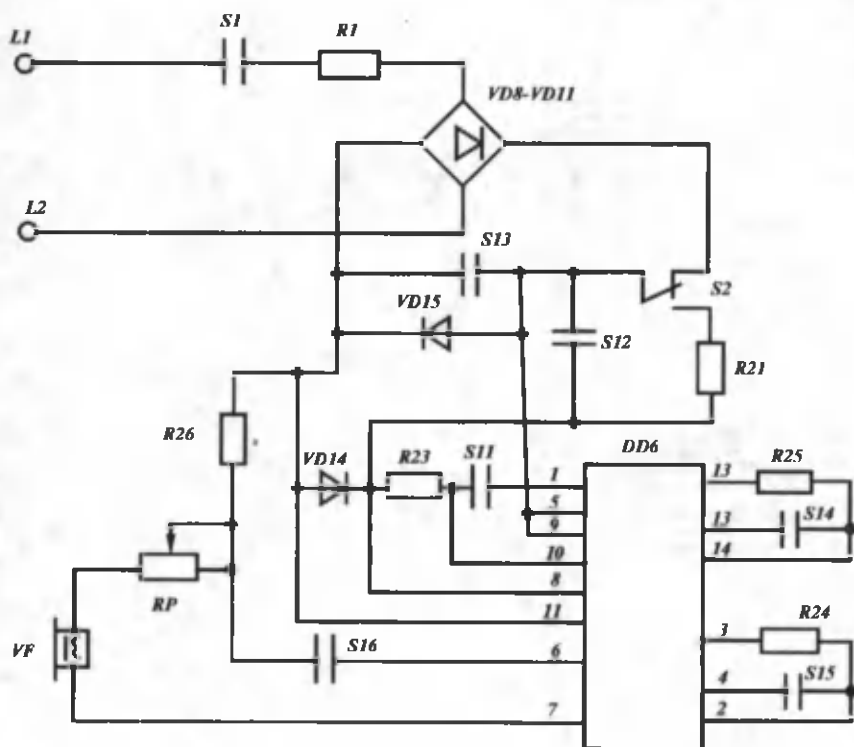 S1
R1
L1
VD8-VD11
L2
S13
S2
VD15
S12
R21
R26
S11
DD6
VD14
R23
R25
1
13
5
S14
9
13
10
14
8
RP
11
R24
3
VF
S16
6
S15
4
7
2